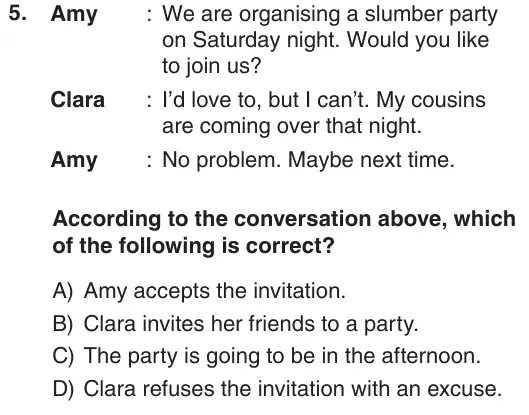 5. Amy : We are organising a slumber party
on Saturday night. Would you like
to join us?
Clara : I'd love to, but I can't. My cousins
are coming over that night.
Amy : No problem. Maybe next time.
According to the conversation above, which
of the following is correct?
A) Amy accepts the invitation.
B) Clara invites her friends to a party.
C) The party is going to be in the afternoon.
D) Clara refuses the invitation with an excuse.